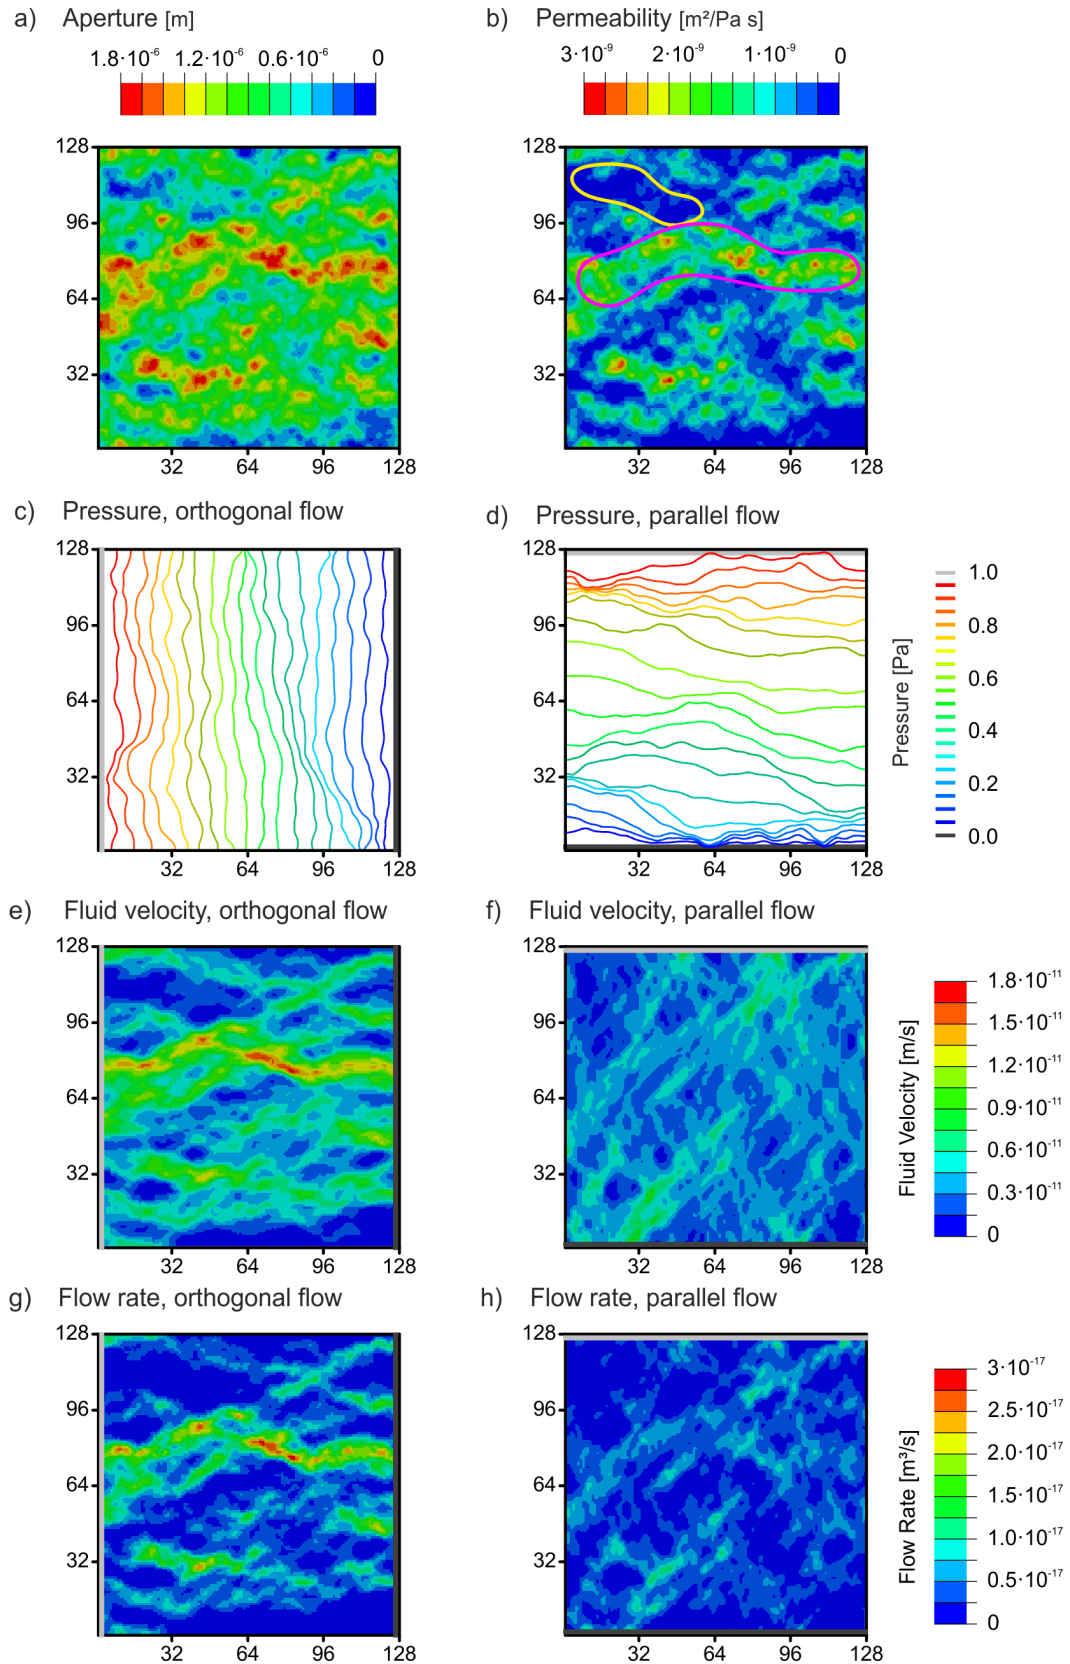 a) Aperture [m]
1.8·10⁻⁶ 1.2·10⁻⁶ 0.6·10⁻⁶ 0
128
96
64
32
32 64 96 128
b) Permeability [m²/Pa s]
3·10⁻⁹ 2·10⁻⁹ 1·10⁻⁹ 0
128
96
64
32
32 64 96 128
c) Pressure, orthogonal flow
128
96
64
32
32 64 96 128
d) Pressure, parallel flow
128
96
64
32
32 64 96 128
Pressure [Pa]
1.0
0.8
0.6
0.4
0.2
0.0
e) Fluid velocity, orthogonal flow
128
96
64
32
32 64 96 128
f) Fluid velocity, parallel flow
128
96
64
32
32 64 96 128
Fluid Velocity [m/s]
1.8·10⁻¹¹
1.5·10⁻¹¹
1.2·10⁻¹¹
0.9·10⁻¹¹
0.6·10⁻¹¹
0.3·10⁻¹¹
0
g) Flow rate, orthogonal flow
128
96
64
32
32 64 96 128
h) Flow rate, parallel flow
128
96
64
32
32 64 96 128
Flow Rate [m³/s]
3·10⁻¹⁷
2.5·10⁻¹⁷
2.0·10⁻¹⁷
1.5·10⁻¹⁷
1.0·10⁻¹⁷
0.5·10⁻¹⁷
0